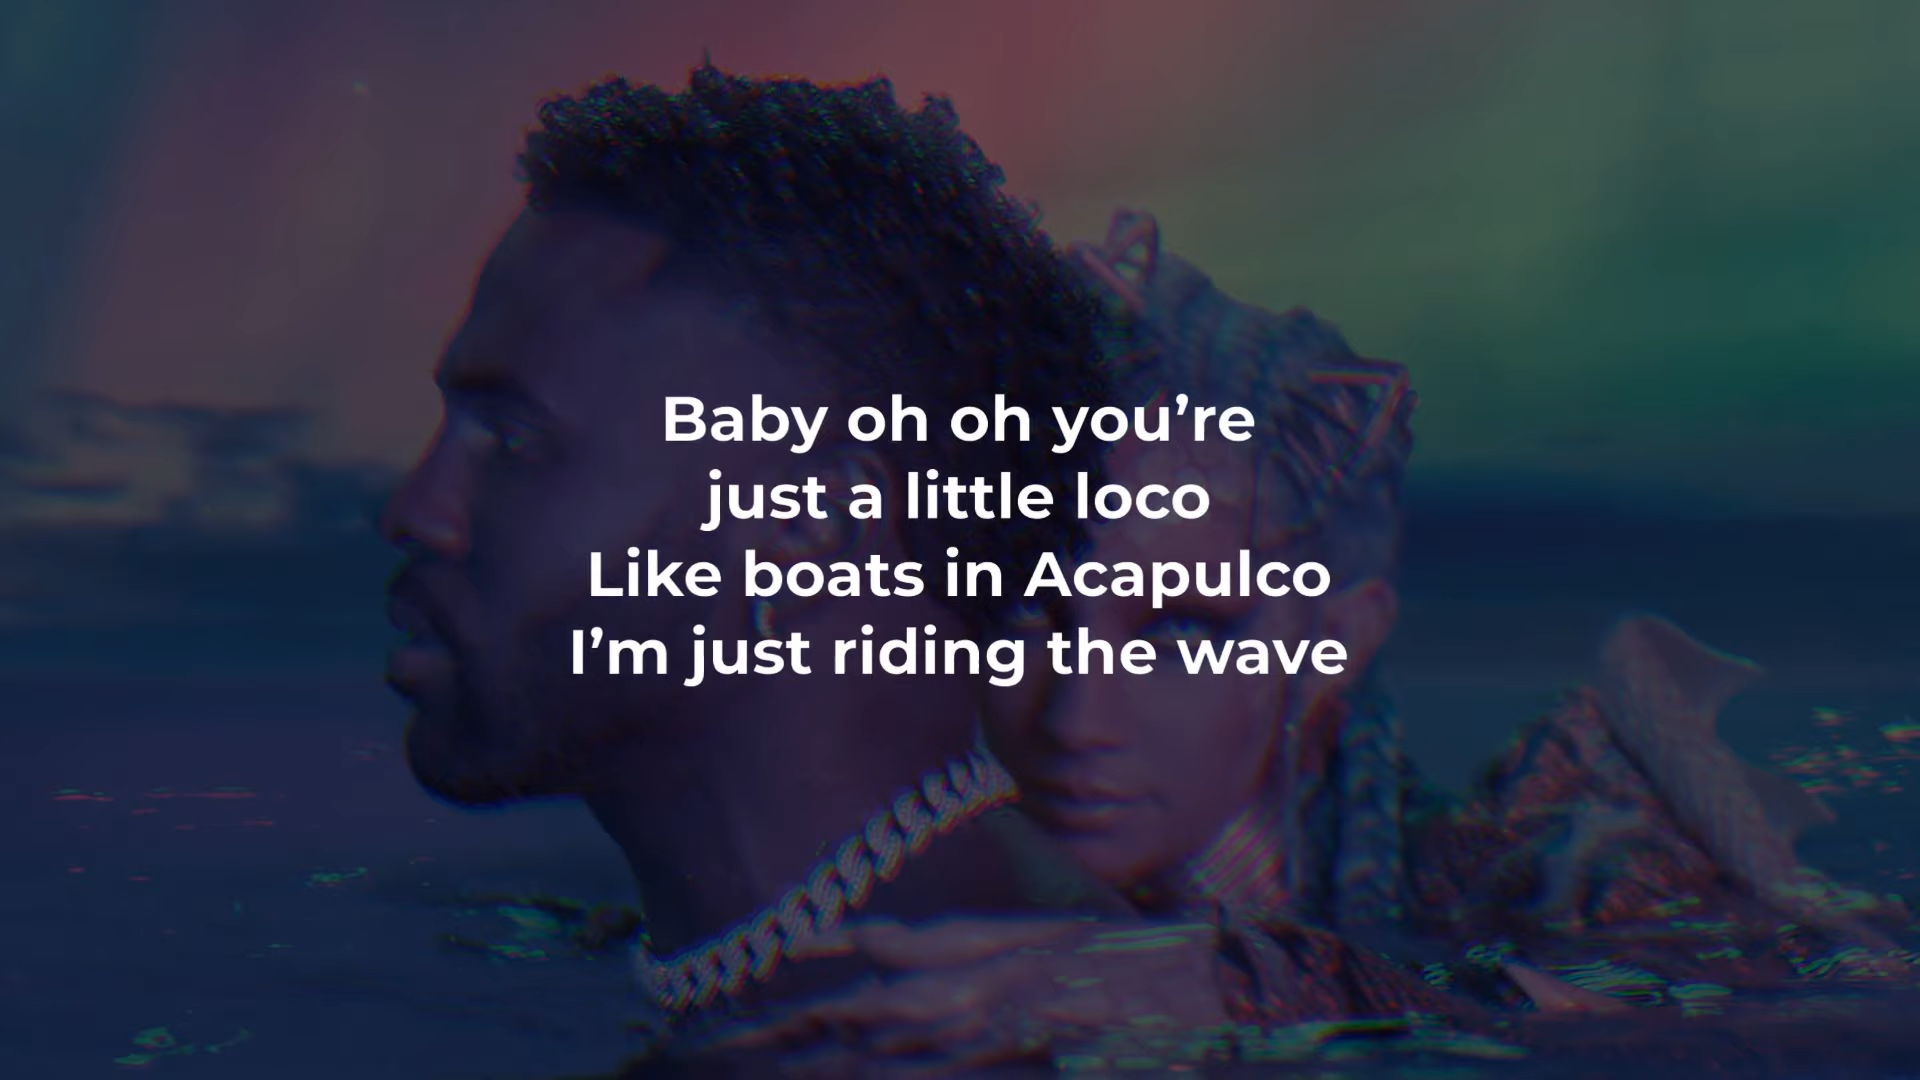 Baby oh oh you’re
just a little loco
Like boats in Acapulco
I’m just riding the wave